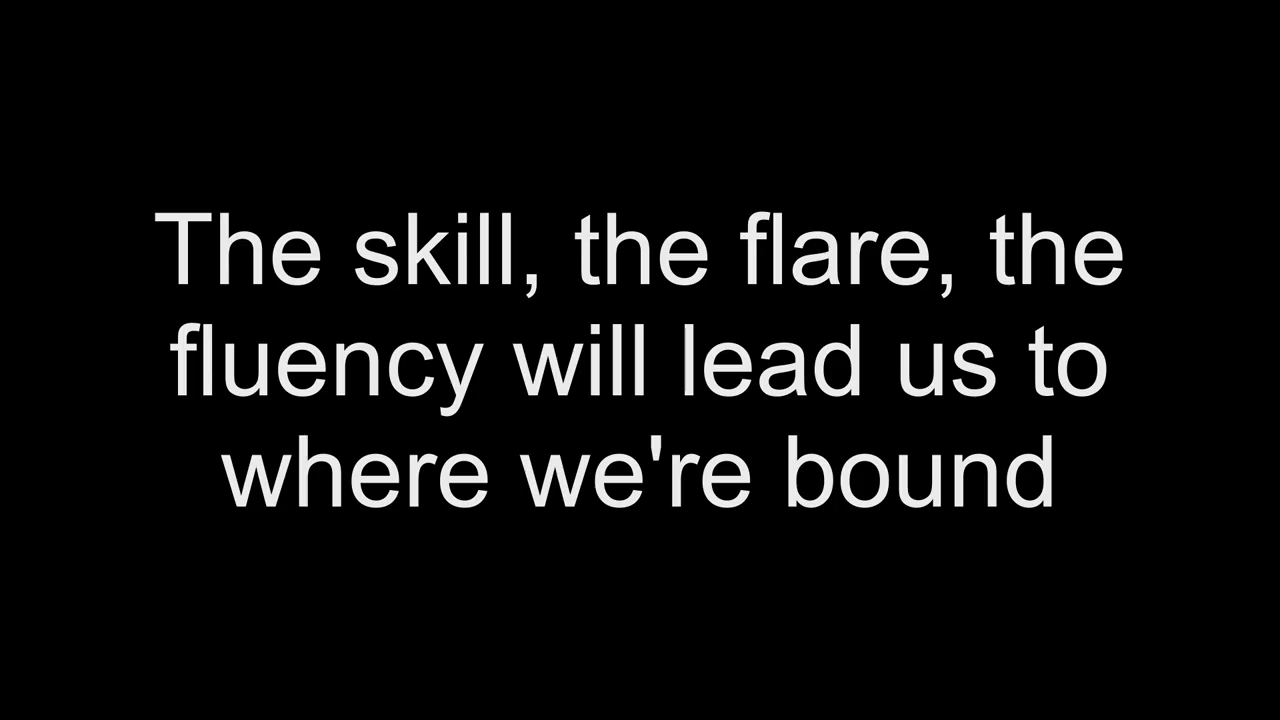 The skill, the flare, the
fluency will lead us to
where we're bound